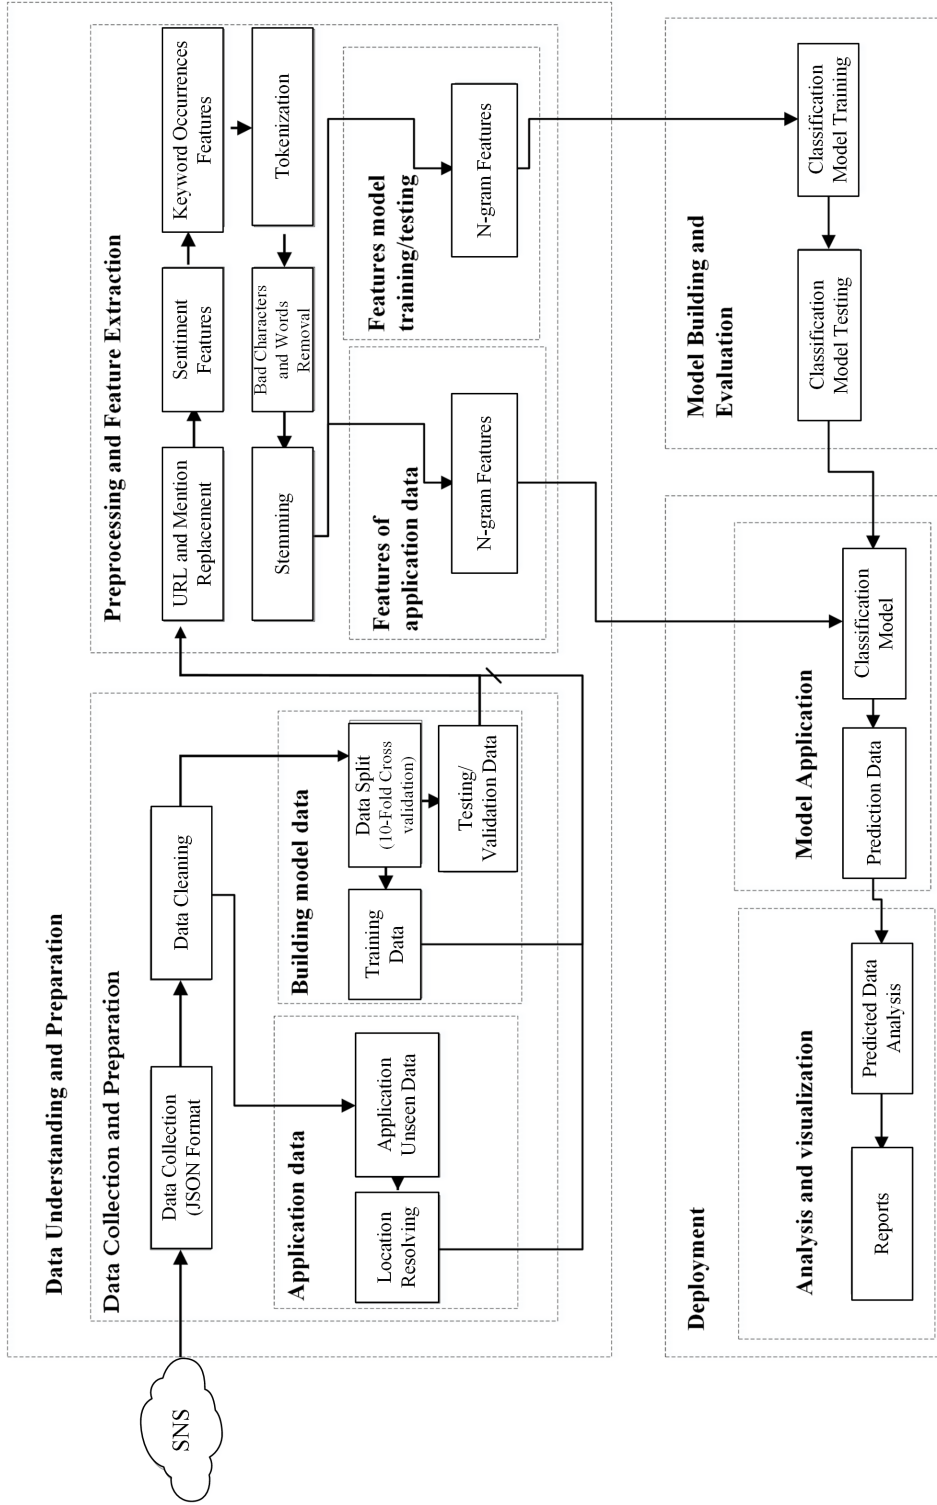 SNS
Data Understanding and Preparation
Data Collection and Preparation
Data Collection
(JSON Format
Data Cleaning
Application data
Application
Unseen Data
Location
Resolving
Building model data
Data Split
(10-Fold Cross
validation)
Training
Data
Testing/
Validation Data
Preprocessing and Feature Extraction
URL and Mention
Replacement
Sentiment
Features
Keyword Occurrences
Features
Tokenization
Bad Characters
and Words
Removal
Stemming
Features of
application data
N-gram Features
Features model
training/testing
N-gram Features
Model Building and
Evaluation
Classification
Model Training
Classification
Model Testing
Deployment
Model Application
Classification
Model
Prediction Data
Analysis and visualization
Predicted Data
Analysis
Reports